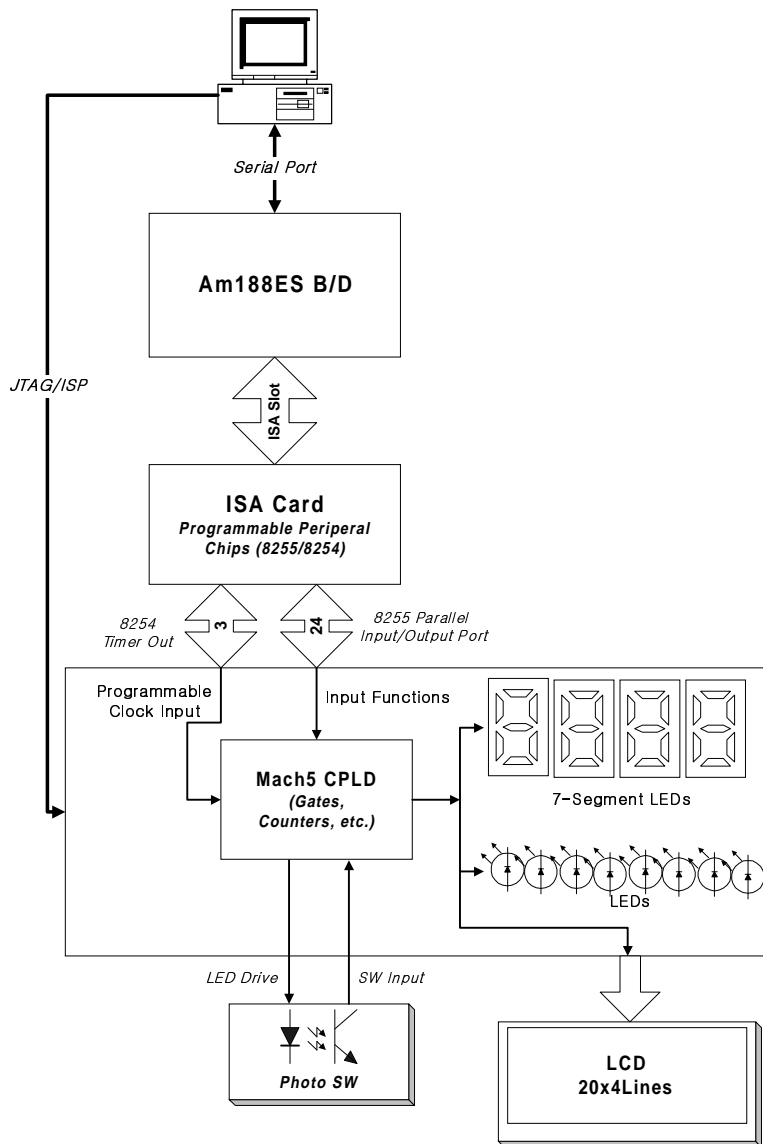 Serial Port
Am188ES B/D
JTAG/ISP
ISA Slot
ISA Card
Programmable Periperal
Chips (8255/8254)
8254
Timer Out
3
24
8255 Parallel
Input/Output Port
Programmable
Clock Input
Input Functions
Mach5 CPLD
(Gates,
Counters, etc.)
7-Segment LEDs
LEDs
LED Drive
SW Input
Photo SW
LCD
20x4Lines